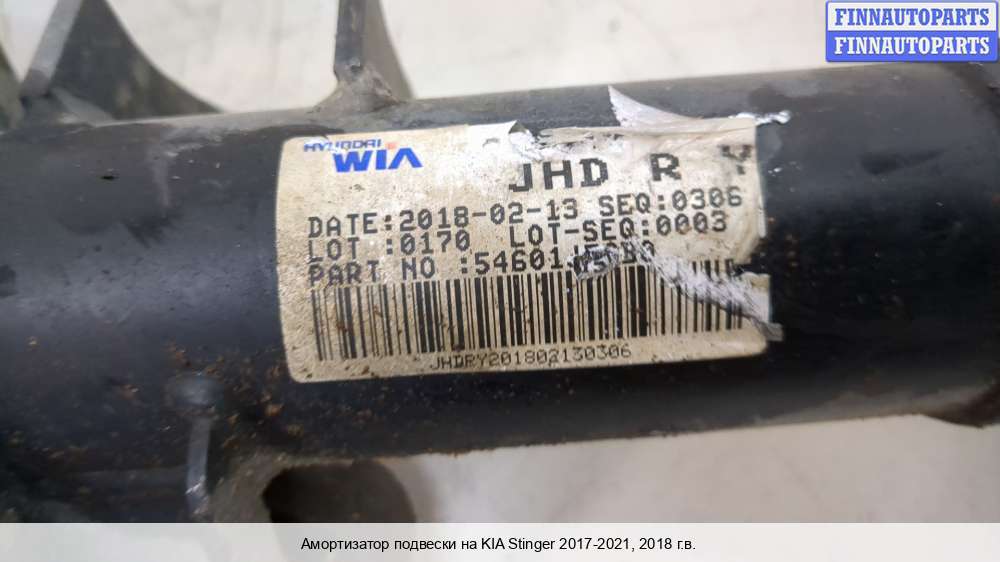 FINNAUTOPARTS
FINNAUTOPARTS
HYUNDAI
WIA
JHD R Y
DATE:2018-02-13 SEQ:0306
LOT :0170 LOT-SEQ:0003
PART NO
JHDRY201802130306
Амортизатор подвески на KIA Stinger 2017-2021, 2018 г.в.